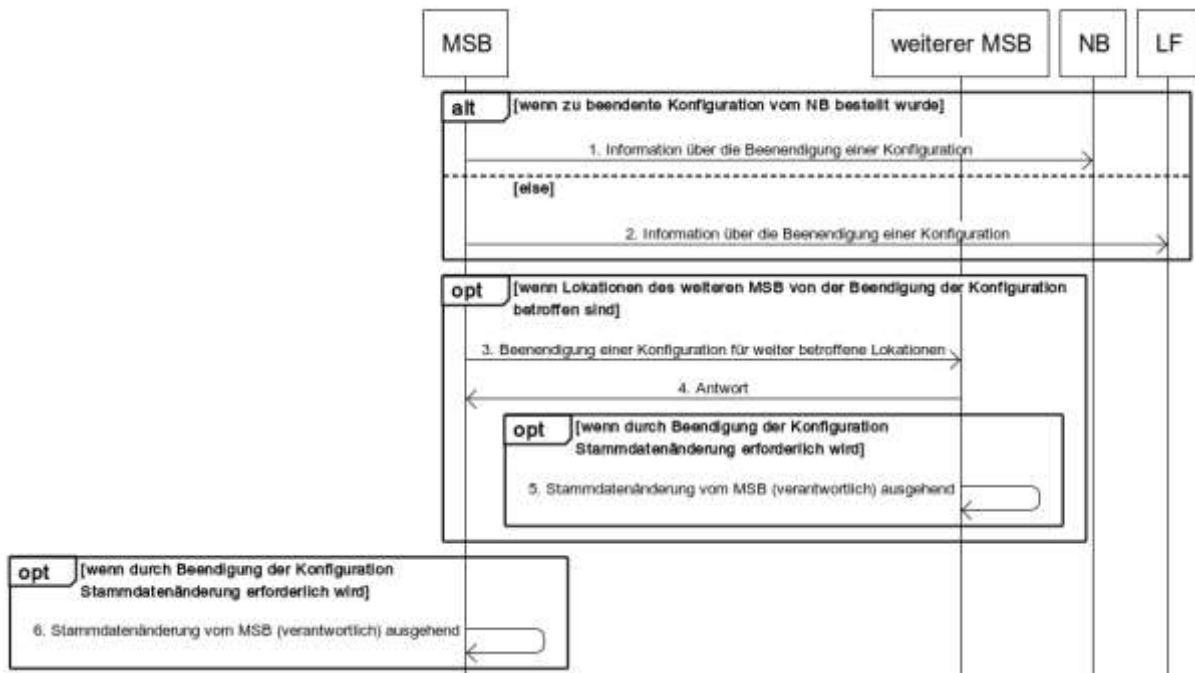 MSB
weiterer MSB
NB
LF
alt
[wenn zu beendente Konfiguration vom NB bestellt wurde]
1. Information über die Beenendigung einer Konfiguration
[else]
2. Information über die Beenendigung einer Konfiguration
opt
[wenn Lokationen des weiteren MSB von der Beendigung der Konfiguration
betroffen sind]
3. Beenendigung einer Konfiguration für weiter betroffene Lokationen
4. Antwort
opt
[wenn durch Beendigung der Konfiguration
Stammdatenänderung erforderlich wird]
5. Stammdatenänderung vom MSB (verantwortlich) ausgehend
opt
[wenn durch Beendigung der Konfiguration
Stammdatenänderung erforderlich wird]
6. Stammdatenänderung vom MSB (verantwortlich) ausgehend